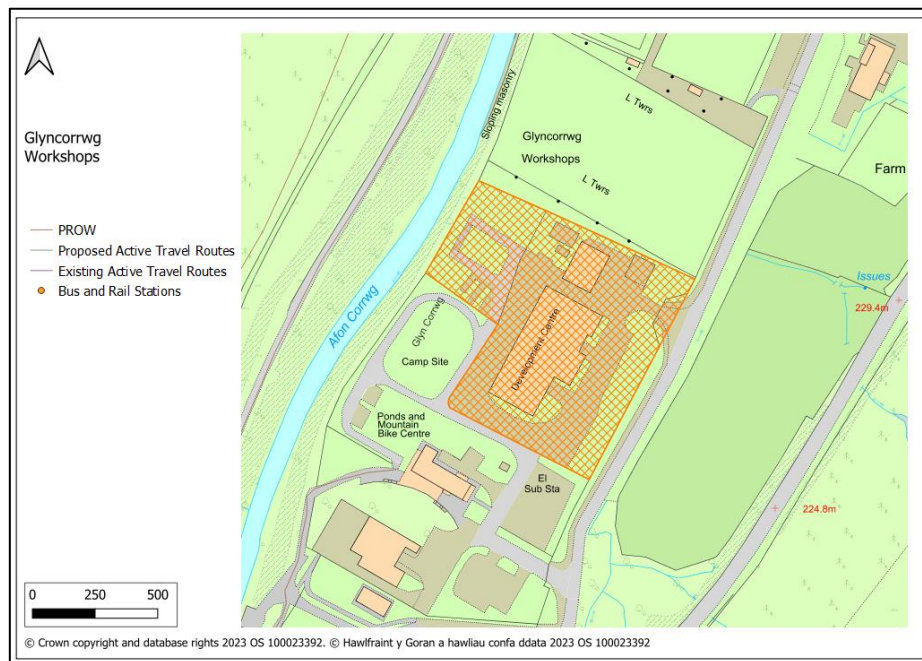 Glyncorrwg
Workshops
PROW
Proposed Active Travel Routes
Existing Active Travel Routes
Bus and Rail Stations
0 250 500
Sloping masonry
L Twrs
Glyncorrwg
Workshops
L Twrs
Farm
Issues
229.4m
Afon Corrwg
Glyn Corrwg
Camp Site
Development Centre
Ponds and
Mountain
Bike Centre
El
Sub Sta
224.8m
© Crown copyright and database rights 2023 OS 100023392. © Hawlfraint y Goran a hawliau confa ddata 2023 OS 100023392